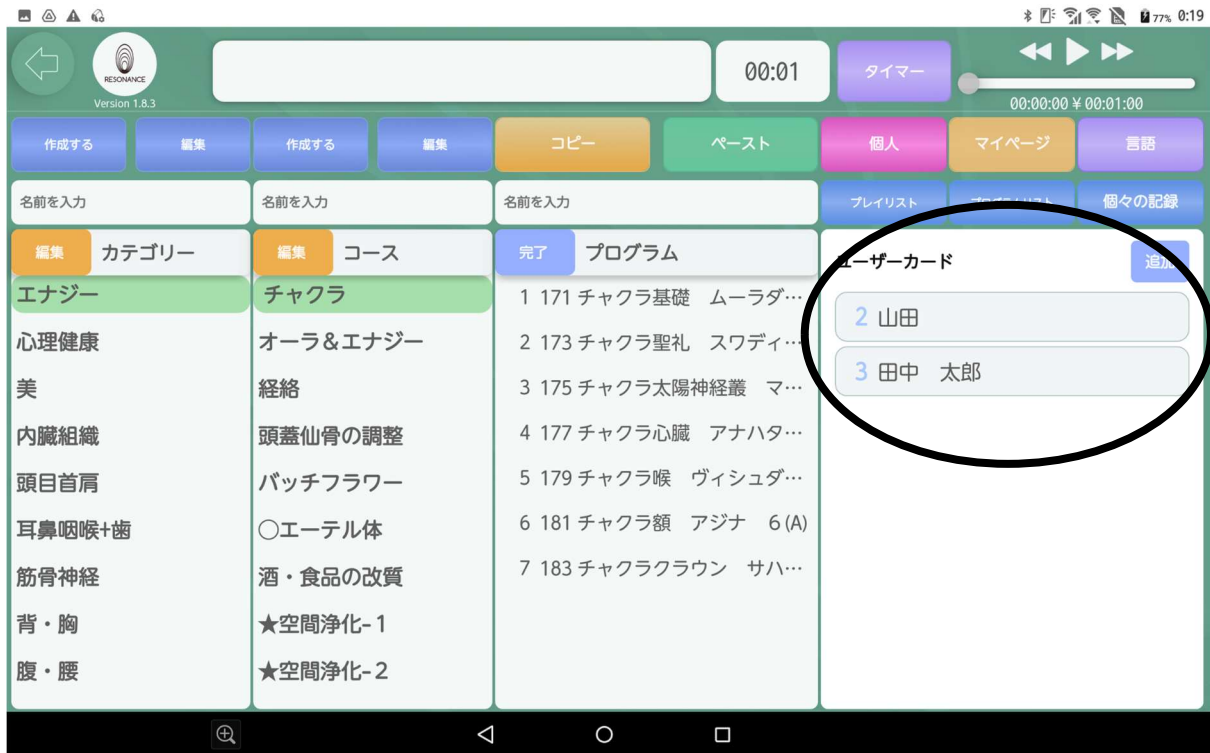 77% 0:19
RESONANCE
Version 1.8.3
00:01
タイマー
00:00:00 ¥ 00:01:00
作成する
編集
作成する
編集
コピー
ペースト
個人
マイページ
言語
名前を入力
名前を入力
名前を入力
プレイリスト
個々の記録
編集 カテゴリー
エナジー
心理健康
美
内臓組織
頭目首肩
耳鼻咽喉+歯
筋骨神経
背・胸
腹・腰
編集 コース
チャクラ
オーラ&エナジー
経絡
頭蓋仙骨の調整
バッチフラワー
○エーテル体
酒・食品の改質
★空間浄化-1
★空間浄化-2
完了 プログラム
1 171 チャクラ基礎 ムーラダ…
2 173 チャクラ聖礼 スワディ…
3 175 チャクラ太陽神経叢 マ…
4 177 チャクラ心臓 アナハタ…
5 179 チャクラ喉 ヴィシュダ…
6 181 チャクラ額 アジナ 6(A)
7 183 チャクラクラウン サハ…
ユーザーカード
追加
2 山田
3 田中 太郎